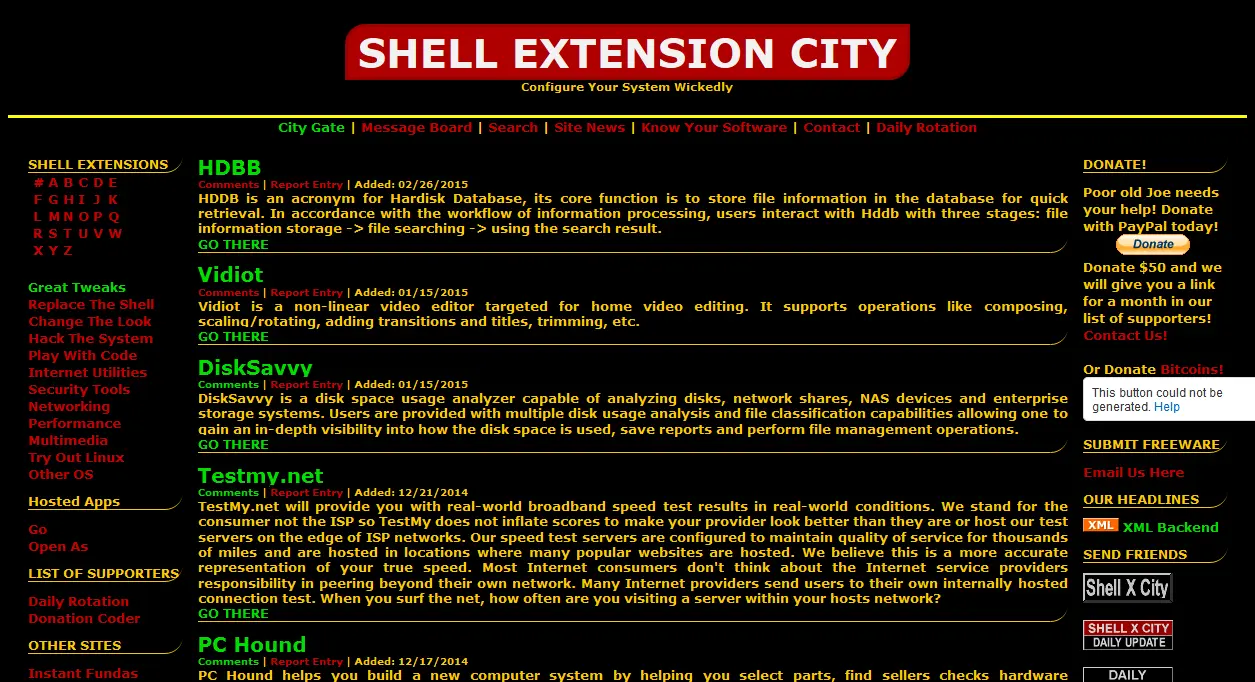 SHELL EXTENSION CITY
Configure Your System Wickedly
City Gate | Message Board | Search | Site News | Know Your Software | Contact | Daily Rotation
SHELL EXTENSIONS
# A B C D E
F G H I J K
L M N O P Q
R S T U V W
X Y Z
Great Tweaks
Replace The Shell
Change The Look
Hack The System
Play With Code
Internet Utilities
Security Tools
Networking
Performance
Multimedia
Try Out Linux
Other OS
Hosted Apps
Go
Open As
LIST OF SUPPORTERS
Daily Rotation
Donation Coder
OTHER SITES
Instant Fundas
HDBB
Comments | Report Entry | Added: 02/26/2015
HDDB is an acronym for Hardisk Database, its core function is to store file information in the database for quick
retrieval. In accordance with the workflow of information processing, users interact with Hddb with three stages: file
information storage -> file searching -> using the search result.
GO THERE
Vidiot
Comments | Report Entry | Added: 01/15/2015
Vidiot is a non-linear video editor targeted for home video editing. It supports operations like composing,
scaling/rotating, adding transitions and titles, trimming, etc.
GO THERE
DiskSavvy
Comments | Report Entry | Added: 01/15/2015
DiskSavvy is a disk space usage analyzer capable of analyzing disks, network shares, NAS devices and enterprise
storage systems. Users are provided with multiple disk usage analysis and file classification capabilities allowing one to
gain an in-depth visibility into how the disk space is used, save reports and perform file management operations.
GO THERE
Testmy.net
Comments | Report Entry | Added: 12/21/2014
TestMy.net will provide you with real-world broadband speed test results in real-world conditions. We stand for the
consumer not the ISP so TestMy does not inflate scores to make your provider look better than they are or host our test
servers on the edge of ISP networks. Our speed test servers are configured to maintain quality of service for thousands
of miles and are hosted in locations where many popular websites are hosted. We believe this is a more accurate
representation of your true speed. Most Internet consumers don't think about the Internet service providers
responsibility in peering beyond their own network. Many Internet providers send users to their own internally hosted
connection test. When you surf the net, how often are you visiting a server within your hosts network?
GO THERE
PC Hound
Comments | Report Entry | Added: 12/17/2014
PC Hound helps you build a new computer system by helping you select parts, find sellers checks hardware
DONATE!
Poor old Joe needs
your help! Donate
with PayPal today!
Donate
Donate $50 and we
will give you a link
for a month in our
list of supporters!
Contact Us!
Or Donate Bitcoins!
This button could not be
generated. Help
SUBMIT FREEWARE
Email Us Here
OUR HEADLINES
XML XML Backend
SEND FRIENDS
Shell X City
SHELL X CITY
DAILY UPDATE
DAILY